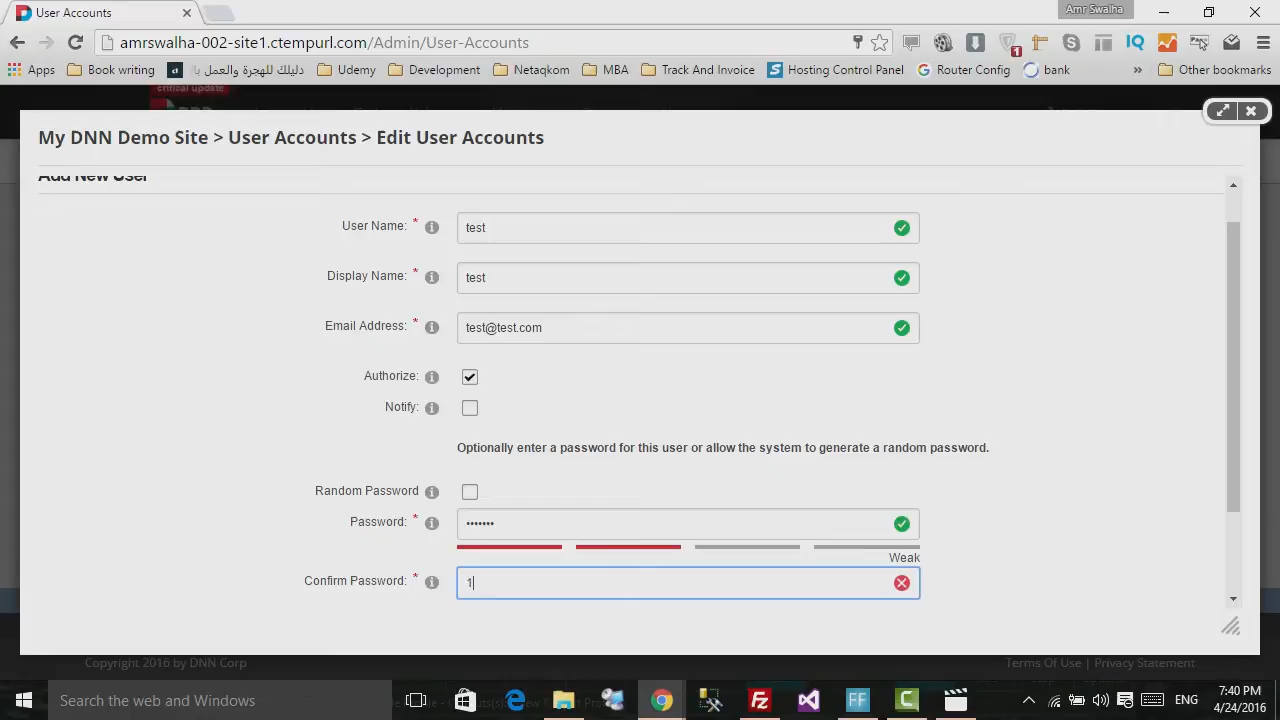 User Accounts
Amr Swalha
amrswalha-002-site1.ctempurl.com/Admin/User-Accounts
1
Apps
Book writing
دليلك للهجرة والعمل با
Udemy
Development
Netaqkom
MBA
Track And Invoice
Hosting Control Panel
Router Config
bank
»
Other bookmarks
critical update
My DNN Demo Site > User Accounts > Edit User Accounts
Add New User
User Name: *
test
Display Name: *
test
Email Address: *
test@test.com
Authorize:
Notify:
Optionally enter a password for this user or allow the system to generate a random password.
Random Password
Password: *
•••••••
Weak
Confirm Password: *
1
Copyright 2016 by DNN Corp
Terms Of Use | Privacy Statement
Search the web and Windows
ENG
7:40 PM
4/24/2016